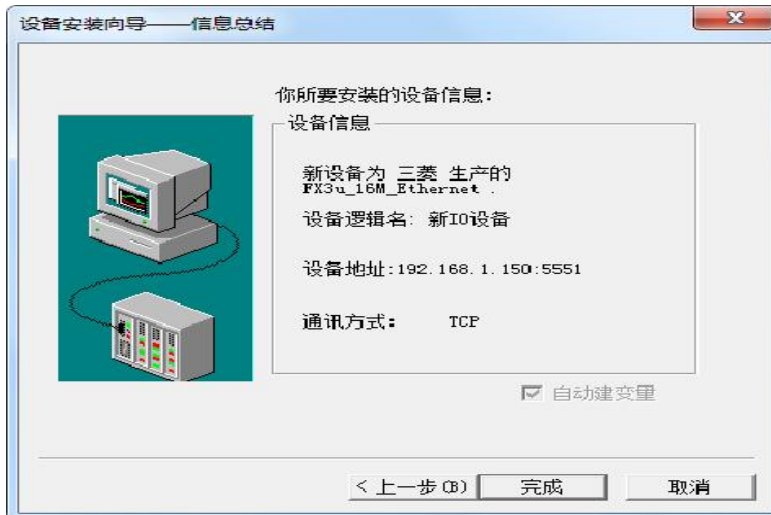 设备安装向导——信息总结
你所要安装的设备信息:
设备信息
新设备为 三菱 生产的
FX3u_16M_Ethernet .
设备逻辑名: 新IO设备
设备地址:192.168.1.150:5551
通讯方式: TCP
自动建变量
< 上一步(B) 完成 取消